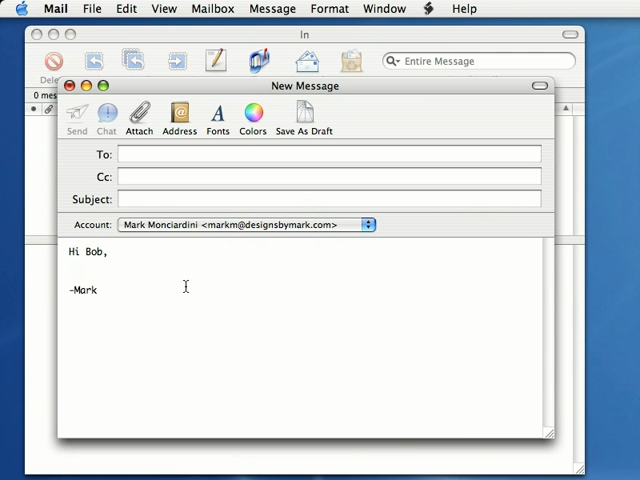 Mail File Edit View Mailbox Message Format Window Help
In
Entire Message
New Message
Send Chat Attach Address Fonts Colors Save As Draft
To:
Cc:
Subject:
Account: Mark Monciardini <markm@designsbymark.com>
Hi Bob,
-Mark